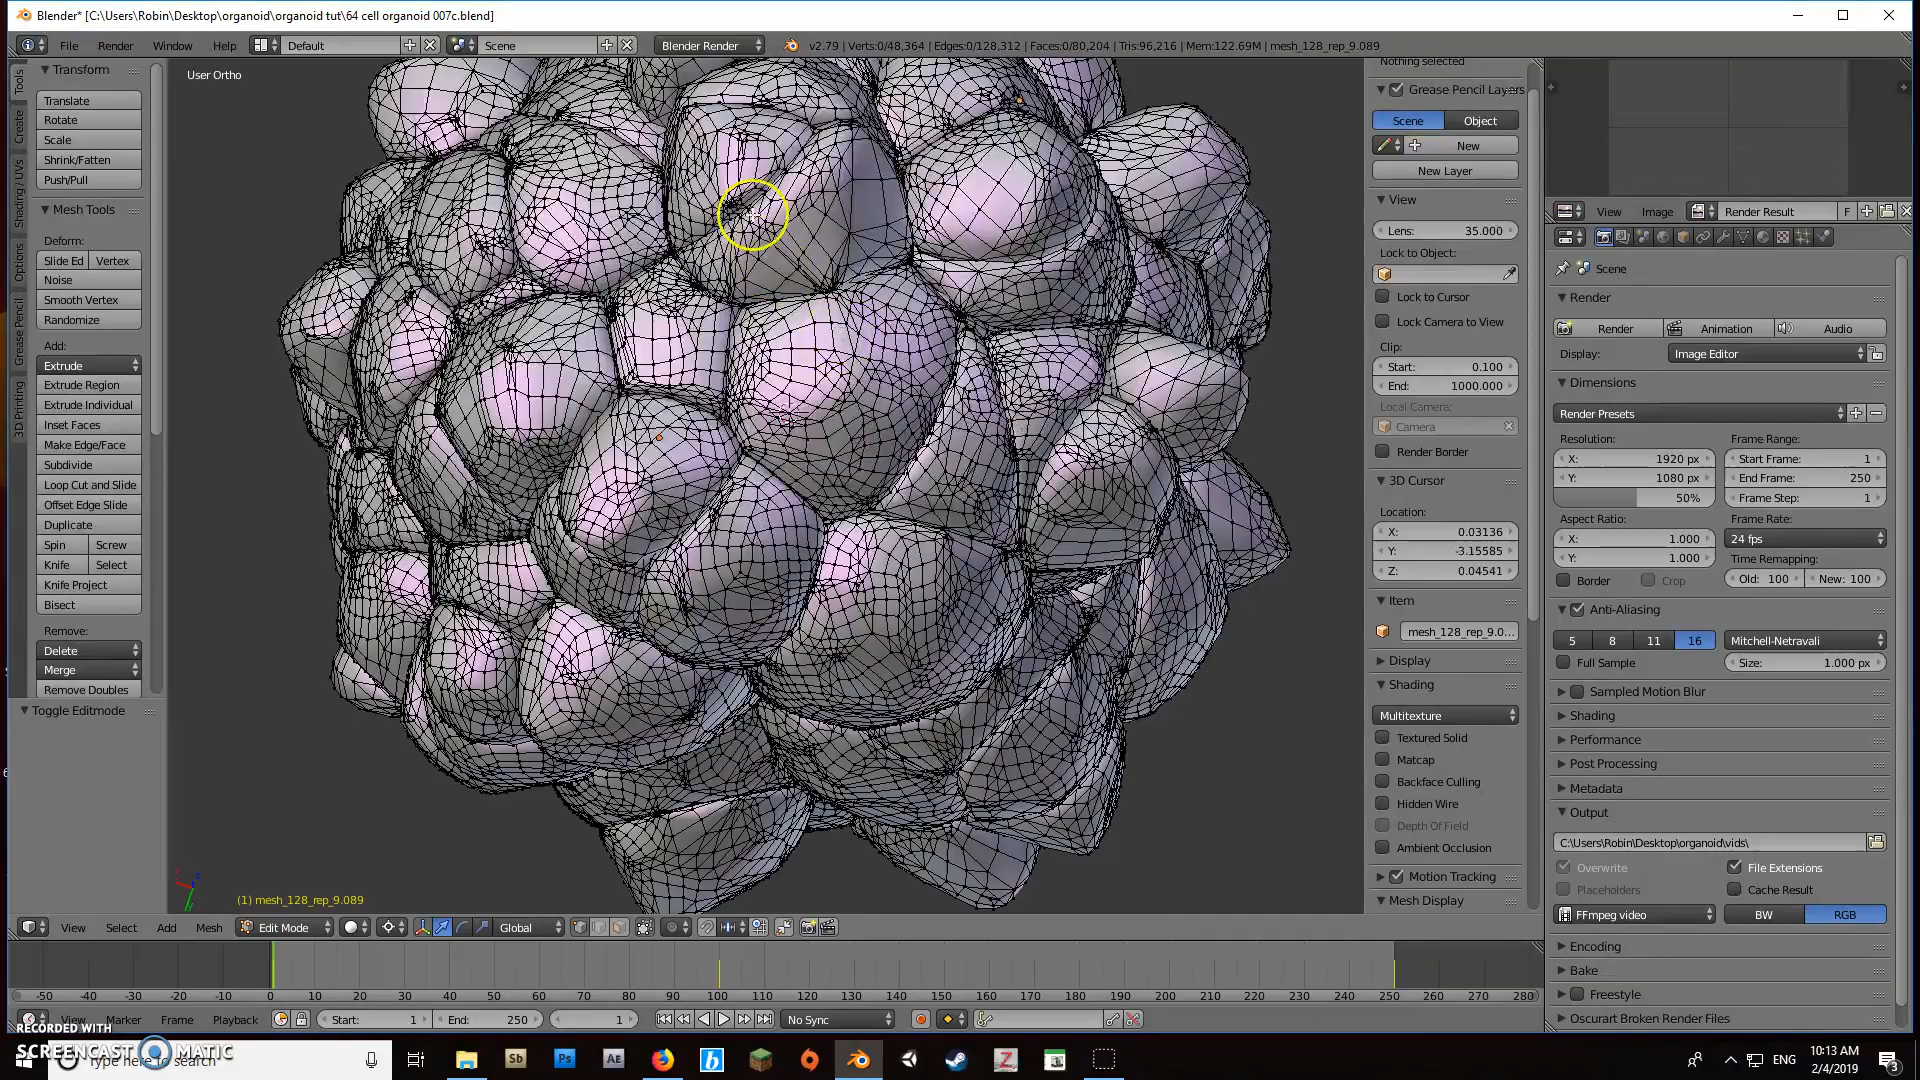 Blender* [C:\Users\Robin\Desktop\organoid\organoid tut\64 cell organoid 007c.blend]
File Render Window Help Default Scene Blender Render v2.79 | Verts:0/48,364 | Edges:0/128,312 | Faces:0/80,204 | Tris:96,216 | Mem:122.69M | mesh_128_rep_9.089
User Ortho
Tools
Create
Shading / UVs
Options
Grease Pencil
3D Printing
Transform
Translate
Rotate
Scale
Shrink/Fatten
Push/Pull
Mesh Tools
Deform:
Slide Ed Vertex
Noise
Smooth Vertex
Randomize
Add:
Extrude
Extrude Region
Extrude Individual
Inset Faces
Make Edge/Face
Subdivide
Loop Cut and Slide
Offset Edge Slide
Duplicate
Spin Screw
Knife Select
Knife Project
Bisect
Remove:
Delete
Merge
Remove Doubles
Toggle Editmode
(1) mesh_128_rep_9.089
Nothing selected
Grease Pencil Layers
Scene Object
New
New Layer
View
Lens: 35.000
Lock to Object:
Lock to Cursor
Lock Camera to View
Clip:
Start: 0.100
End: 1000.000
Local Camera:
Camera
Render Border
3D Cursor
Location:
X: 0.03136
Y: -3.15585
Z: 0.04541
Item
mesh_128_rep_9.0...
Display
Shading
Multitexture
Textured Solid
Matcap
Backface Culling
Hidden Wire
Depth Of Field
Ambient Occlusion
Motion Tracking
Mesh Display
View Image Render Result F
Scene
Render
Render Animation Audio
Display: Image Editor
Dimensions
Render Presets
Resolution: Frame Range:
X: 1920 px Start Frame: 1
Y: 1080 px End Frame: 250
50% Frame Step: 1
Aspect Ratio: Frame Rate:
X: 1.000 24 fps
Y: 1.000 Time Remapping:
Border Crop Old: 100 New: 100
Anti-Aliasing
5 8 11 16 Mitchell-Netravali
Full Sample Size: 1.000 px
Sampled Motion Blur
Shading
Performance
Post Processing
Metadata
Output
C:\Users\Robin\Desktop\organoid\vids\
Overwrite File Extensions
Placeholders Cache Result
FFmpeg video BW RGB
Encoding
Bake
Freestyle
Oscurart Broken Render Files
View Select Add Mesh Edit Mode Global
-50 -40 -30 -20 -10 0 10 20 30 40 50 60 70 80 90 100 110 120 130 140 150 160 170 180 190 200 210 220 230 240 250 260 270 280
View Marker Frame Playback Start: 1 End: 250 1 No Sync
RECORDED WITH
SCREENCAST MATIC
Type here to search
Sb Ps AE b Z
ENG
10:13 AM
2/4/2019
3